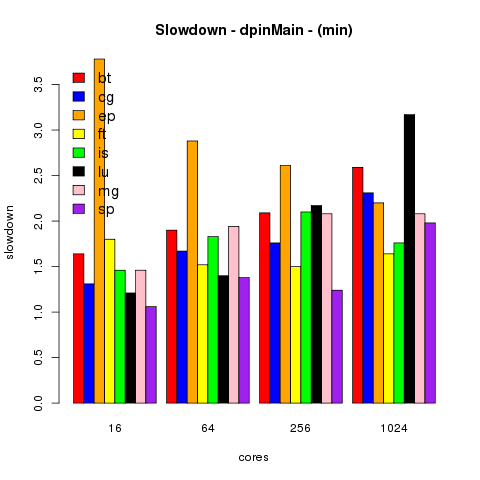 Slowdown - dpinMain - (min)
slowdown
3.5
3.0
2.5
2.0
1.5
1.0
0.5
0.0
bt
cg
ep
ft
is
lu
mg
sp
16 64 256 1024
cores